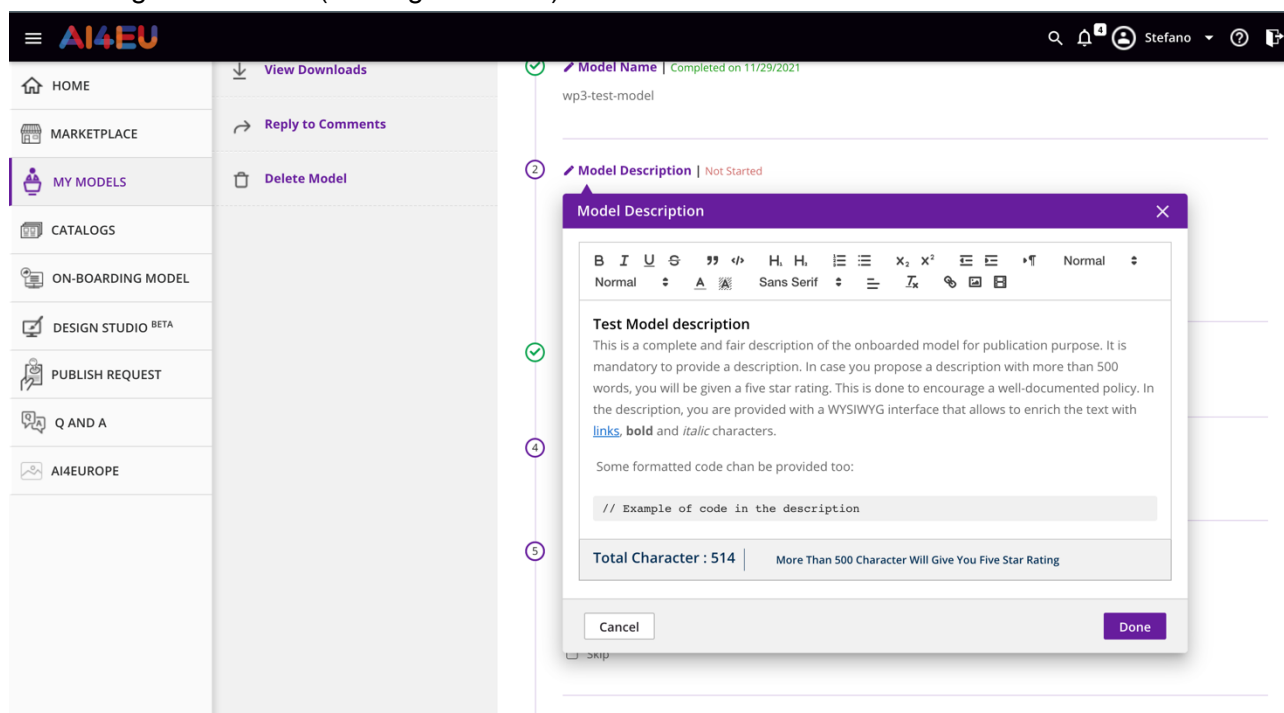 AI4EU
4
Stefano
HOME
MARKETPLACE
MY MODELS
CATALOGS
ON-BOARDING MODEL
DESIGN STUDIO BETA
PUBLISH REQUEST
Q AND A
AI4EUROPE
View Downloads
Reply to Comments
Delete Model
Model Name | Completed on 11/29/2021
wp3-test-model
2
Model Description | Not Started
Model Description
B I U S H₁ H₂ x₂ x² Normal
Normal A A Sans Serif Tx
Test Model description
This is a complete and fair description of the onboarded model for publication purpose. It is
mandatory to provide a description. In case you propose a description with more than 500
words, you will be given a five star rating. This is done to encourage a well-documented policy. In
the description, you are provided with a WYSIWYG interface that allows to enrich the text with
links, bold and italic characters.
Some formatted code chan be provided too:
// Example of code in the description
Total Character : 514 | More Than 500 Character Will Give You Five Star Rating
Cancel
Done
4
5
Skip